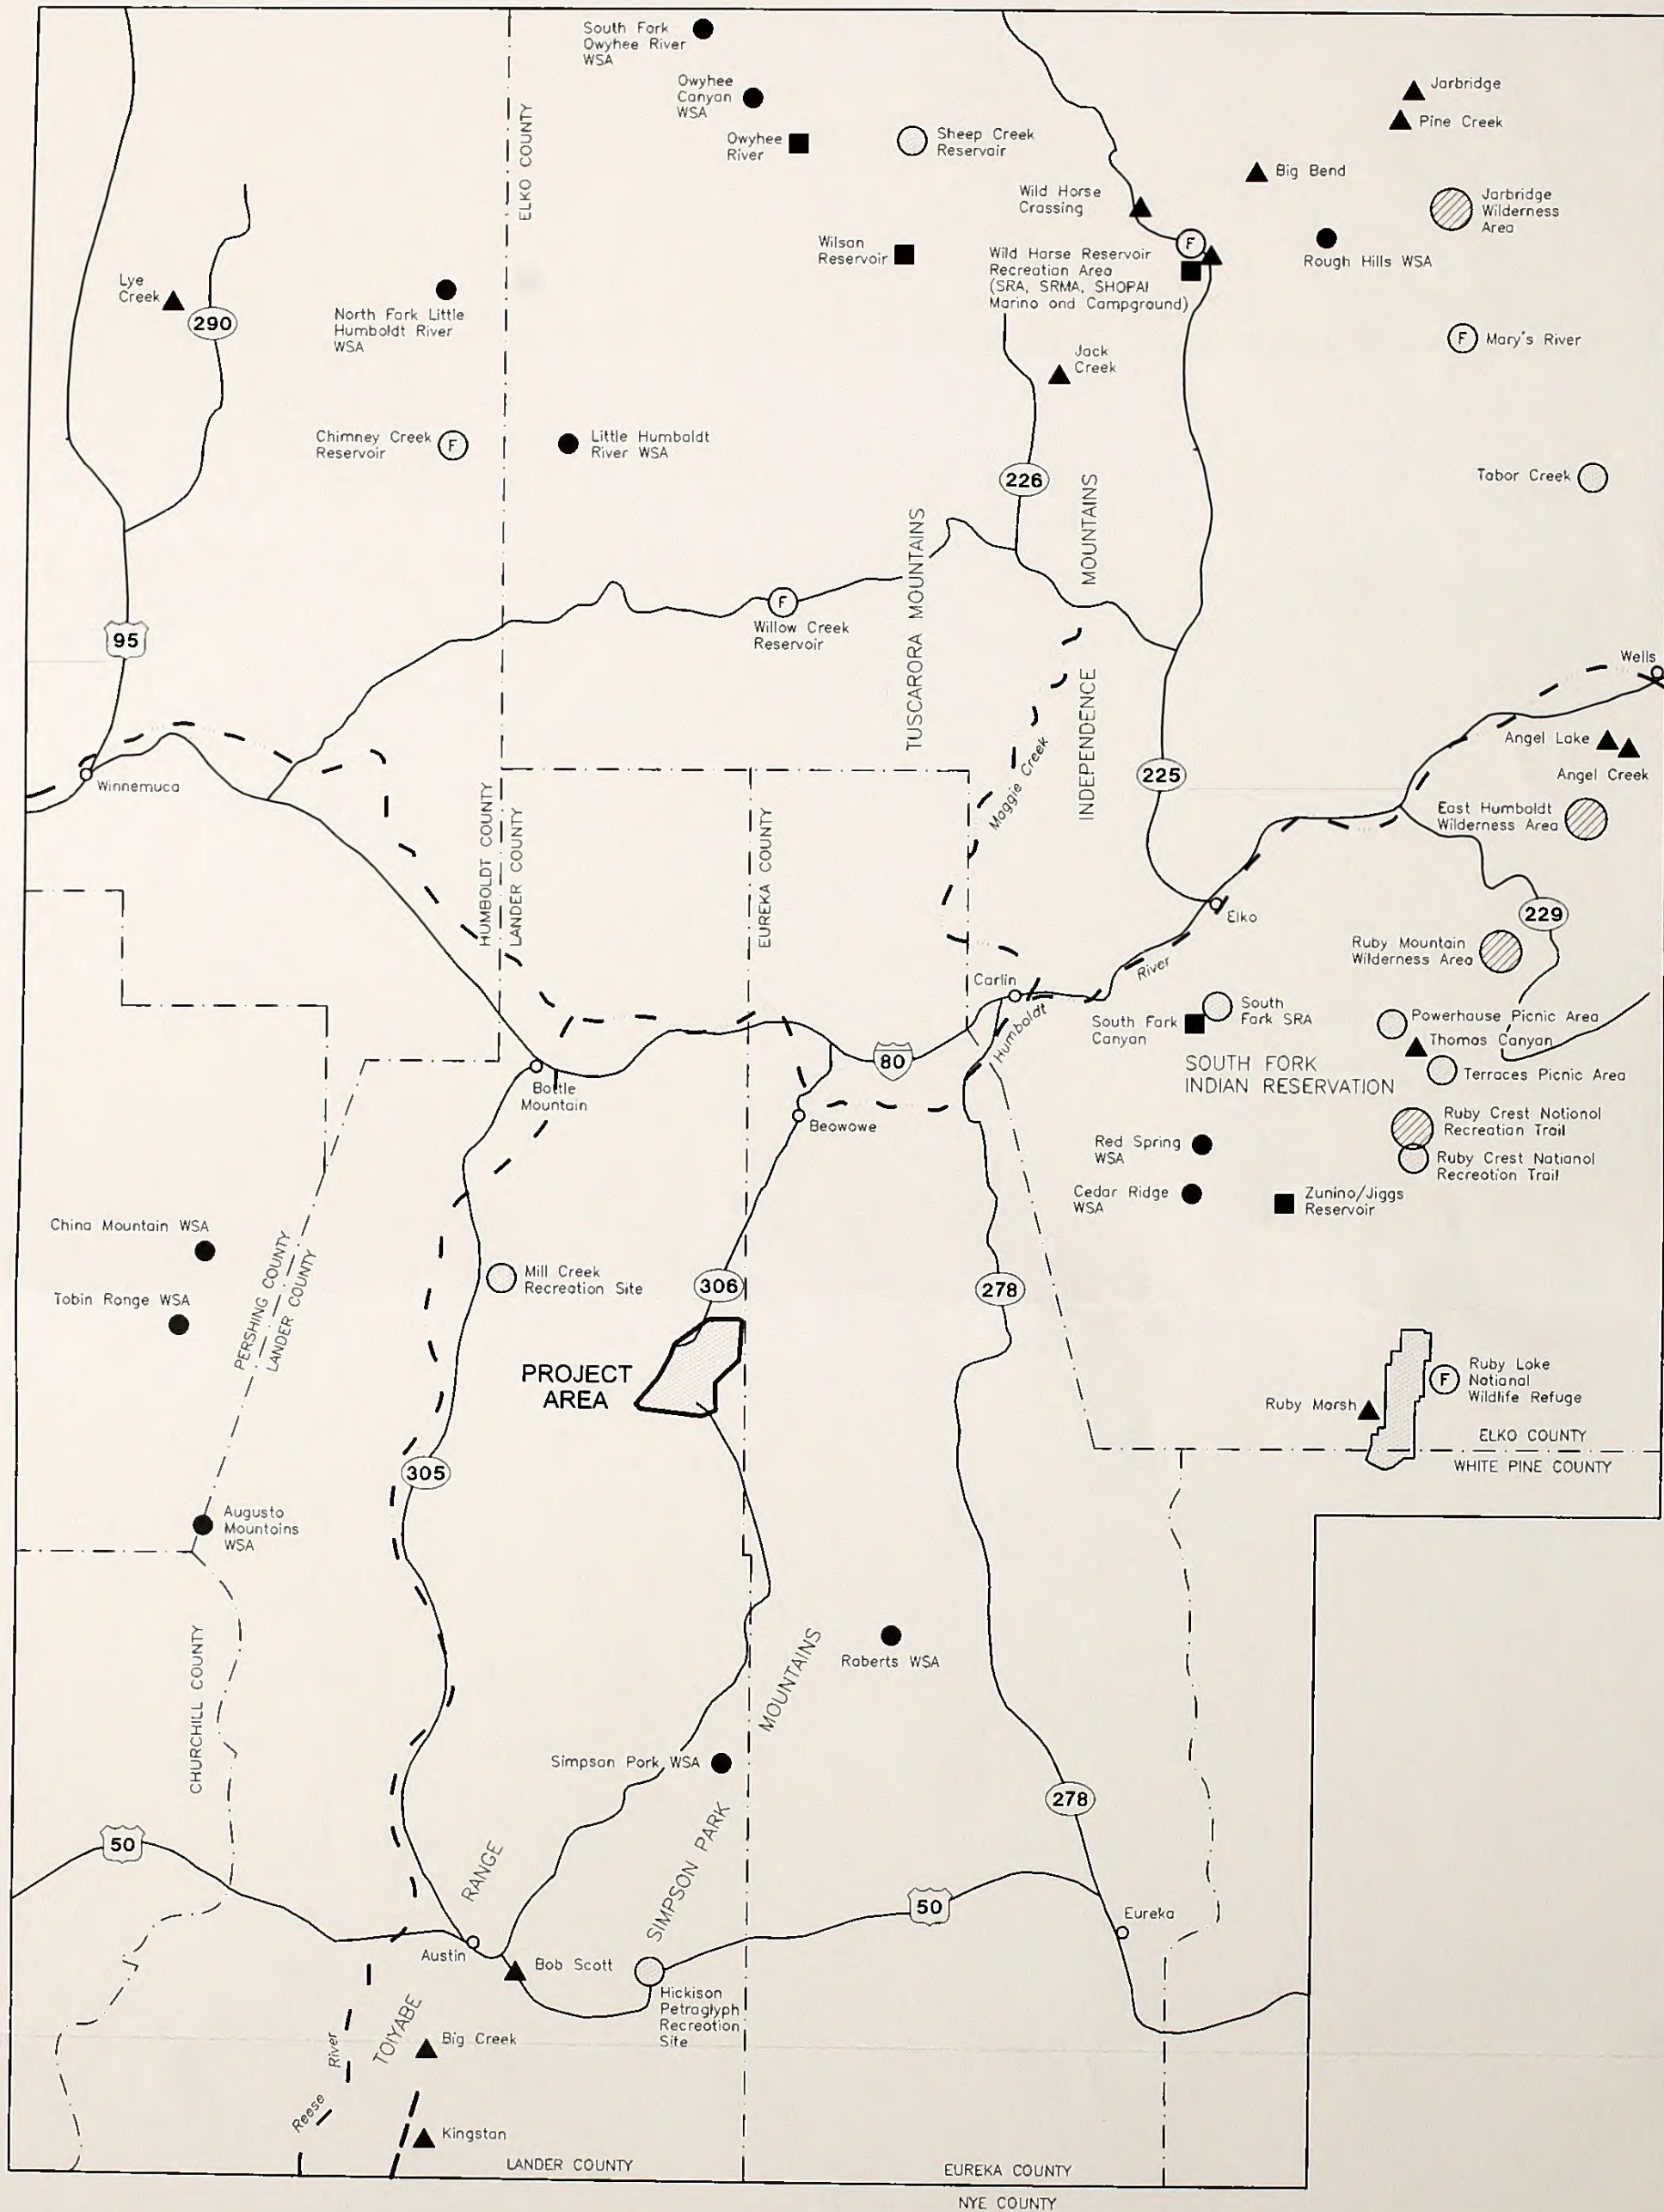 South Fork
Owyhee River
WSA
Owyhee
Canyon
WSA
Owyhee
River
Sheep Creek
Reservoir
Jarbridge
Pine Creek
Big Bend
Jarbridge
Wilderness
Area
Wild Horse
Crossing
F
Rough Hills WSA
Wilson
Reservoir
Wild Horse Reservoir
Recreation Area
(SRA, SRMA, SHOPAI
Marina and Campground)
ELKO COUNTY
Lye
Creek
290
North Fork Little
Humboldt River
WSA
F
Mary's River
Jack
Creek
Chimney Creek
Reservoir
F
Little Humboldt
River WSA
226
Tabor Creek
TUSCARORA MOUNTAINS
INDEPENDENCE
MOUNTAINS
F
Willow Creek
Reservoir
95
Wells
Angel Lake
Angel Creek
Winnemuca
225
Maggie Creek
East Humboldt
Wilderness Area
HUMBOLDT COUNTY
LANDER COUNTY
EUREKA COUNTY
Elko
229
Ruby Mountain
Wilderness Area
River
Carlin
Humboldt
South
Fork SRA
South Fork
Canyon
Powerhouse Picnic Area
Thomas Canyon
Terraces Picnic Area
80
SOUTH FORK
INDIAN RESERVATION
Battle
Mountain
Beowawe
Ruby Crest National
Recreation Trail
Ruby Crest National
Recreation Trail
Red Spring
WSA
Cedar Ridge
WSA
Zunino/Jiggs
Reservoir
China Mountain WSA
Tobin Range WSA
PERSHING COUNTY
LANDER COUNTY
Mill Creek
Recreation Site
306
278
PROJECT
AREA
F
Ruby Lake
National
Wildlife Refuge
Ruby Marsh
ELKO COUNTY
WHITE PINE COUNTY
305
Augusta
Mountains
WSA
CHURCHILL COUNTY
Roberts WSA
SIMPSON PARK
MOUNTAINS
Simpson Park WSA
278
50
TOIYABE
RANGE
50
Eureka
Austin
Bob Scott
Hickison
Petroglyph
Recreation
Site
Big Creek
Reese
River
Kingston
LANDER COUNTY
EUREKA COUNTY
NYE COUNTY